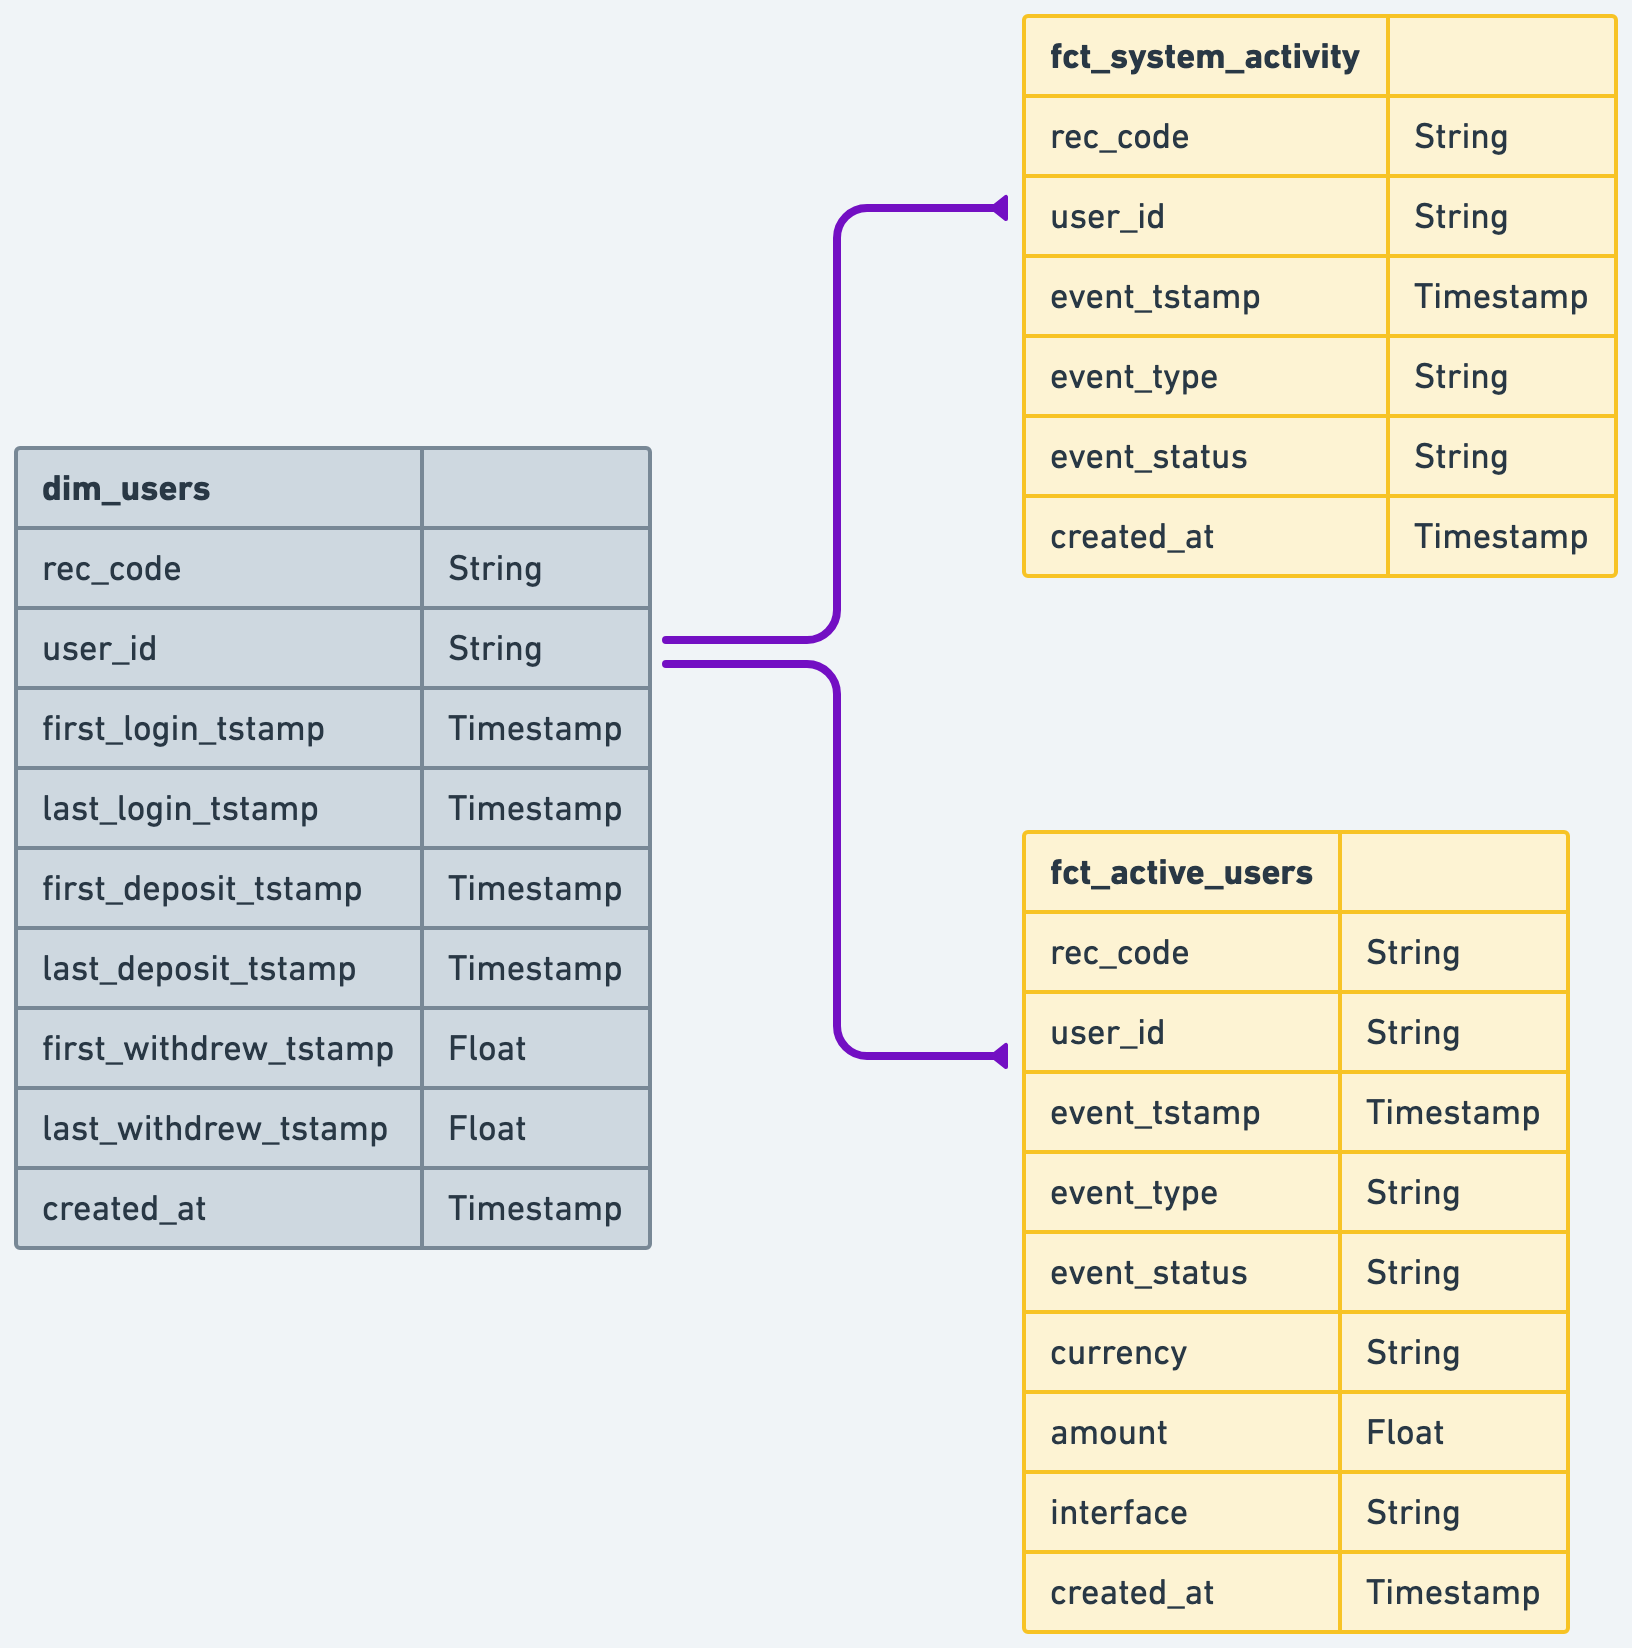 fct_system_activity
rec_code String
user_id String
event_tstamp Timestamp
event_type String
event_status String
created_at Timestamp
dim_users
rec_code String
user_id String
first_login_tstamp Timestamp
last_login_tstamp Timestamp
first_deposit_tstamp Timestamp
last_deposit_tstamp Timestamp
first_withdrew_tstamp Float
last_withdrew_tstamp Float
created_at Timestamp
fct_active_users
rec_code String
user_id String
event_tstamp Timestamp
event_type String
event_status String
currency String
amount Float
interface String
created_at Timestamp